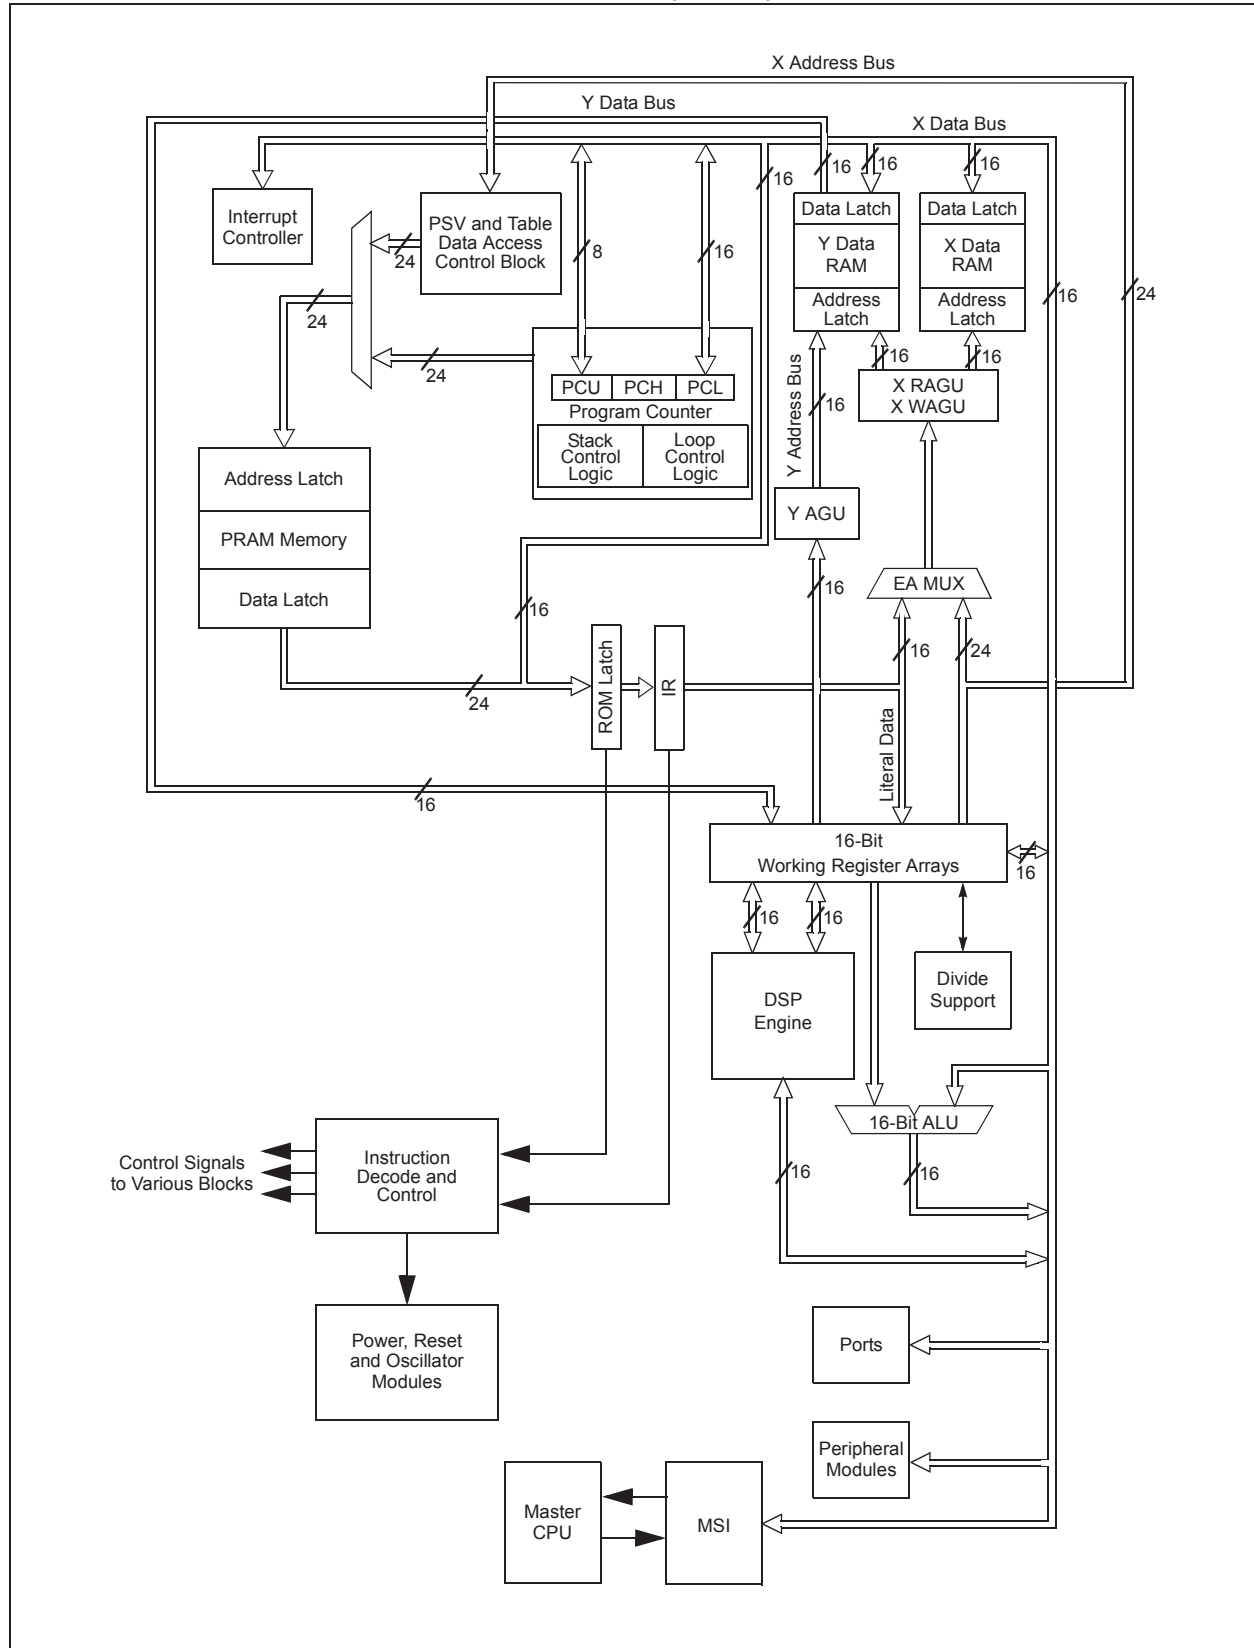 X Address Bus
Y Data Bus
X Data Bus
16
16
16
16
Interrupt
Controller
PSV and Table
Data Access
Control Block
24
8
16
Data Latch
Y Data
RAM
Address
Latch
Data Latch
X Data
RAM
Address
Latch
16
24
24
24
16
16
PCU
PCH
PCL
Program Counter
Stack
Control
Logic
Loop
Control
Logic
Y Address Bus
16
X RAGU
X WAGU
Address Latch
PRAM Memory
Data Latch
Y AGU
16
EA MUX
16
16
24
24
ROM Latch
IR
Literal Data
16
16-Bit
Working Register Arrays
16
16
16
DSP
Engine
Divide
Support
16-Bit ALU
16
16
Control Signals
to Various Blocks
Instruction
Decode and
Control
Power, Reset
and Oscillator
Modules
Ports
Peripheral
Modules
Master
CPU
MSI